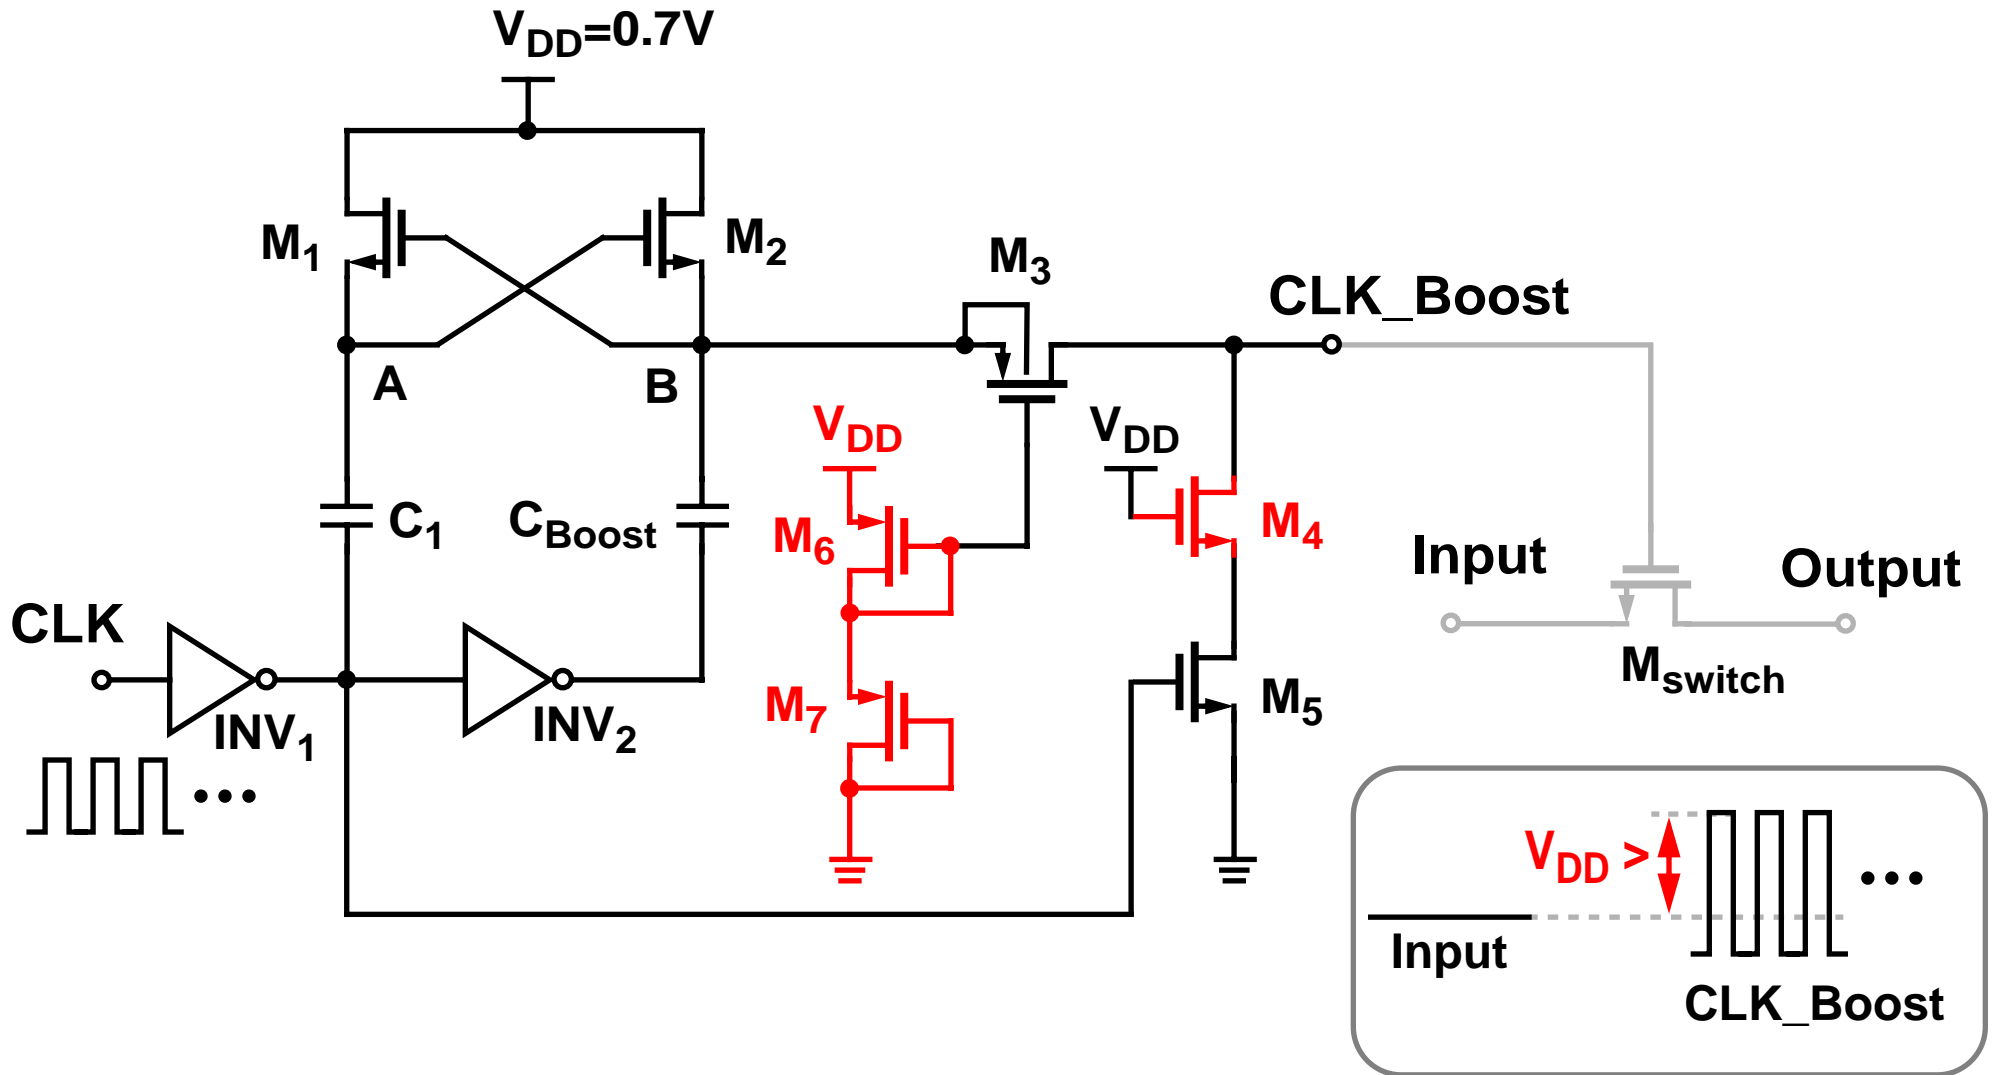 VDD=0.7V
M1
M2
M3
CLK_Boost
A
B
VDD
VDD
C1
CBoost
M6
M4
Input
Output
CLK
INV1
INV2
M7
M5
Mswitch
VDD >
Input
CLK_Boost